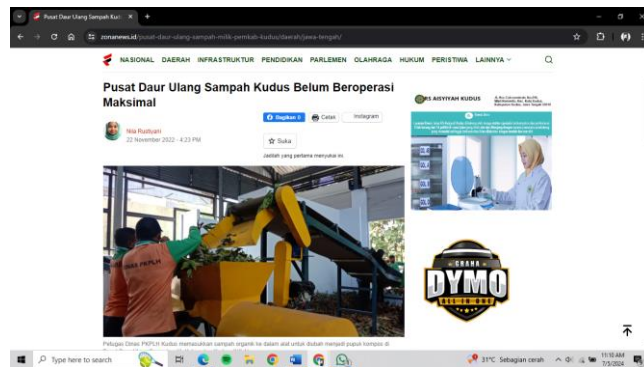 Pusat Daur Ulang Sampah Kud
zonanews.id/pusat-daur-ulang-sampah-milik-pemkab-kudus/daerah/jawa-tengah/
NASIONAL DAERAH INFRASTRUKTUR PENDIDIKAN PARLEMEN OLAHRAGA HUKUM PERISTIWA LAINNYA
Pusat Daur Ulang Sampah Kudus Belum Beroperasi
Maksimal
Nila Rustiyani
22 November 2022 - 4:23 PM
Bagikan 0
Cetak
Instagram
Suka
Jadilah yang pertama menyukai ini.
RS AISYIYAH KUDUS
DINAS PKPLH
GRAHA
DYMO
ALL IN ONE
Petugas Dinas PKPLH Kudus memasukkan sampah organik ke dalam alat untuk diubah menjadi pupuk kompos di
Type here to search
31°C Sebagian cerah
11:10 AM
7/5/2024